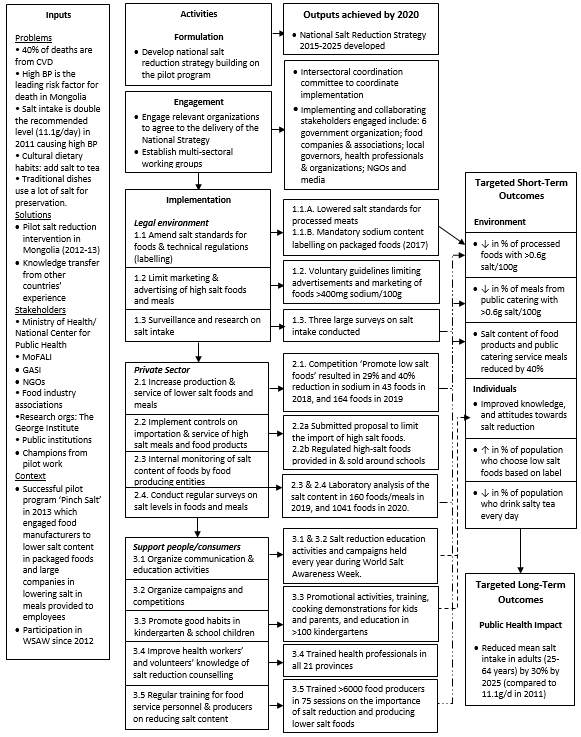 Inputs
Problems
• 40% of deaths are
from CVD
• High BP is the
leading risk factor for
death in Mongolia
• Salt intake is double
the recommended
level (11.1g/day) in
2011 causing high BP
• Cultural dietary
habits: add salt to tea
• Traditional dishes
use a lot of salt for
preservation.
Solutions
• Pilot salt reduction
intervention in
Mongolia (2012-13)
• Knowledge transfer
from other
countries'
experience
Stakeholders
• Ministry of Health/
National Center for
Public Health
• MoFALI
• GASI
• NGOs
• Food industry
associations
•Research orgs: The
George Institute
• Public institutions
• Champions from
pilot work
Context
• Successful pilot
program 'Pinch Salt'
in 2013 which
engaged food
manufacturers to
lower salt content
in packaged foods
and large
companies in
lowering salt in
meals provided to
employees
• Participation in
WSAW since 2012
Activities
Formulation
• Develop national salt
reduction strategy building on
the pilot program
Engagement
• Engage relevant organizations
to agree to the delivery of the
National Strategy
• Establish multi-sectoral
working groups
Implementation
Legal environment
1.1 Amend salt standards for
foods & technical regulations
(labelling)
1.2 Limit marketing &
advertising of high salt foods
and meals
1.3 Surveillance and research on
salt intake
Private Sector
2.1 Increase production &
service of lower salt foods and
meals
2.2 Implement controls on
importation & service of high
salt meals and food products
2.3 Internal monitoring of salt
content of foods by food
producing entities
2.4. Conduct regular surveys on
salt levels in foods and meals
Support people/consumers
3.1 Organize communication &
education activities
3.2 Organize campaigns and
competitions
3.3 Promote good habits in
kindergarten & school children
3.4 Improve health workers'
and volunteers' knowledge of
salt reduction counselling
3.5 Regular training for food
service personnel & producers
on reducing salt content
Outputs achieved by 2020
• National Salt Reduction Strategy
2015-2025 developed
• Intersectoral coordination
committee to coordinate
implementation
• Implementing and collaborating
stakeholders engaged include: 6
government organization; food
companies & associations; local
governors, health professionals
& organizations; NGOs and
media
1.1.A. Lowered salt standards for
processed meats
1.1.B. Mandatory sodium content
labelling on packaged foods (2017)
1.2. Voluntary guidelines limiting
advertisements and marketing of
foods >400mg sodium/100g
1.3. Three large surveys on salt
intake conducted
2.1. Competition 'Promote low salt
foods' resulted in 29% and 40%
reduction in sodium in 43 foods in
2018, and 164 foods in 2019
2.2a Submitted proposal to limit
the import of high salt foods.
2.2b Regulated high-salt foods
provided in & sold around schools
2.3 & 2.4 Laboratory analysis of the
salt content in 160 foods/meals in
2019, and 1041 foods in 2020.
3.1 & 3.2 Salt reduction education
activities and campaigns held
every year during World Salt
Awareness Week.
3.3 Promotional activities, training,
cooking demonstrations for kids
and parents, and education in
>100 kindergartens
3.4 Trained health professionals in
all 21 provinces
3.5 Trained >6000 food producers
in 75 sessions on the importance
of salt reduction and producing
lower salt foods
Targeted Short-Term
Outcomes
Environment
• ↓ in % of processed
foods with >0.6g
salt/100g
• ↓ in % of meals from
public catering with
>0.6g salt/100g
• Salt content of food
products and public
catering service meals
reduced by 40%
Individuals
• Improved knowledge,
and attitudes towards
salt reduction
• ↑ in % of population
who choose low salt
foods based on label
• ↓ in % of population
who drink salty tea
every day
Targeted Long-Term
Outcomes
Public Health Impact
• Reduced mean salt
intake in adults (25-
64 years) by 30% by
2025 (compared to
11.1g/d in 2011)